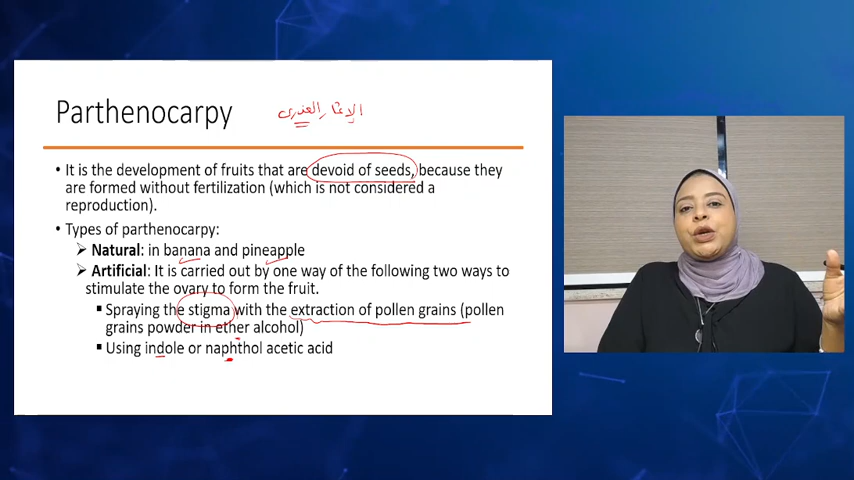 Parthenocarpy الإثمار العذرى
• It is the development of fruits that are devoid of seeds, because they
are formed without fertilization (which is not considered a
reproduction).
• Types of parthenocarpy:
➢ Natural: in banana and pineapple
➢ Artificial: It is carried out by one way of the following two ways to
stimulate the ovary to form the fruit.
▪ Spraying the stigma with the extraction of pollen grains (pollen
grains powder in ether alcohol)
▪ Using indole or naphthol acetic acid